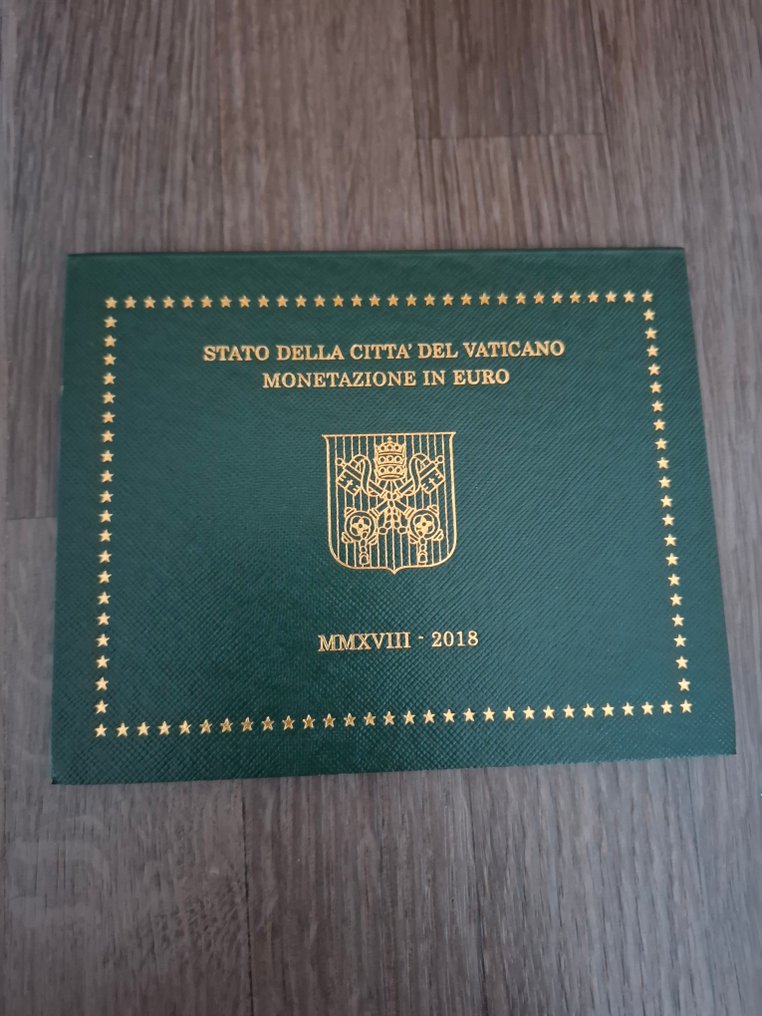 STATO DELLA CITTA' DEL VATICANO
MONETAZIONE IN EURO
MMXVIII - 2018